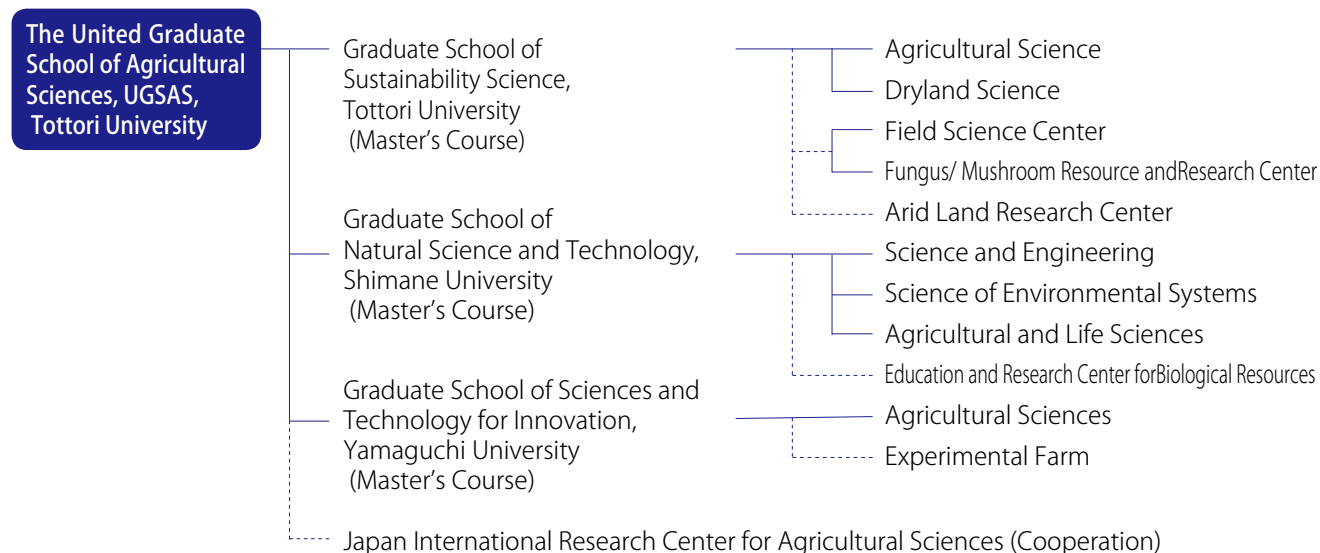 The United Graduate
School of Agricultural
Sciences, UGSAS,
Tottori University
Graduate School of
Sustainability Science,
Tottori University
(Master’s Course)
Agricultural Science
Dryland Science
Field Science Center
Fungus/ Mushroom Resource andResearch Center
Arid Land Research Center
Graduate School of
Natural Science and Technology,
Shimane University
(Master’s Course)
Science and Engineering
Science of Environmental Systems
Agricultural and Life Sciences
Education and Research Center forBiological Resources
Graduate School of Sciences and
Technology for Innovation,
Yamaguchi University
(Master’s Course)
Agricultural Sciences
Experimental Farm
Japan International Research Center for Agricultural Sciences (Cooperation)